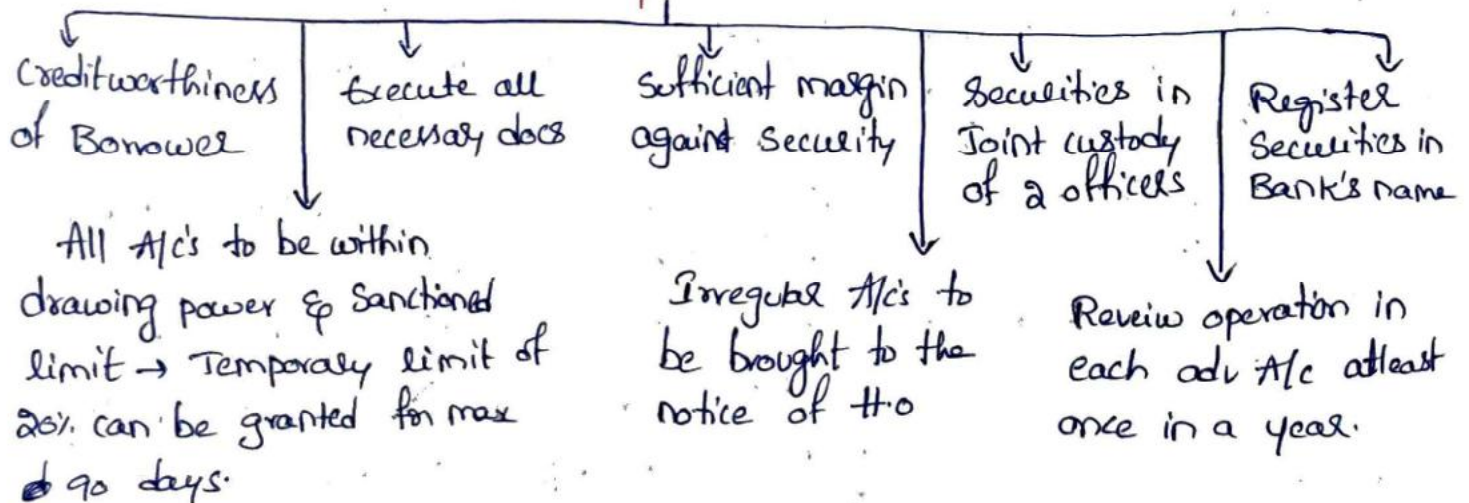 Creditworthiness
of Borrower
Execute all
necessary docs
Sufficient margin
against Security
Securities in
Joint custody
of 2 officers
Register
Securities in
Bank's name
All A/c's to be within
drawing power & Sanctioned
limit → Temporary limit of
20% can be granted for max
90 days.
Irregular A/c's to
be brought to the
notice of H.O
Reveiw operation in
each adv A/c atleast
once in a year.